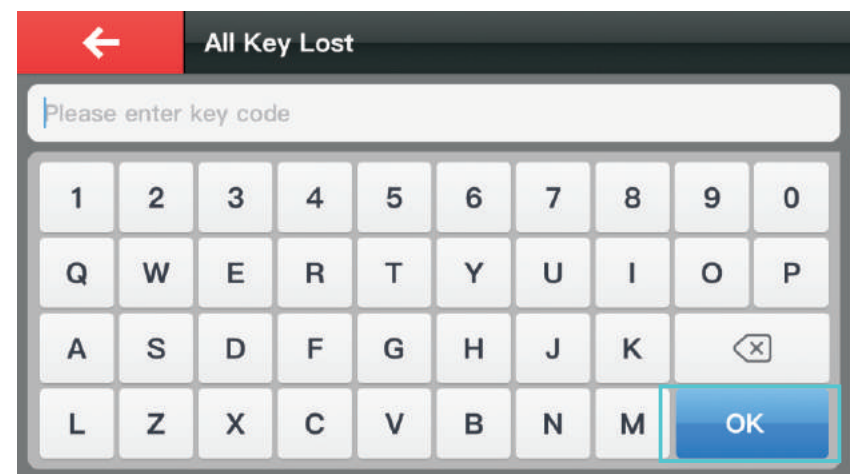 All Key Lost
Please enter key code
1 2 3 4 5 6 7 8 9 0
Q W E R T Y U I O P
A S D F G H J K
L Z X C V B N M OK